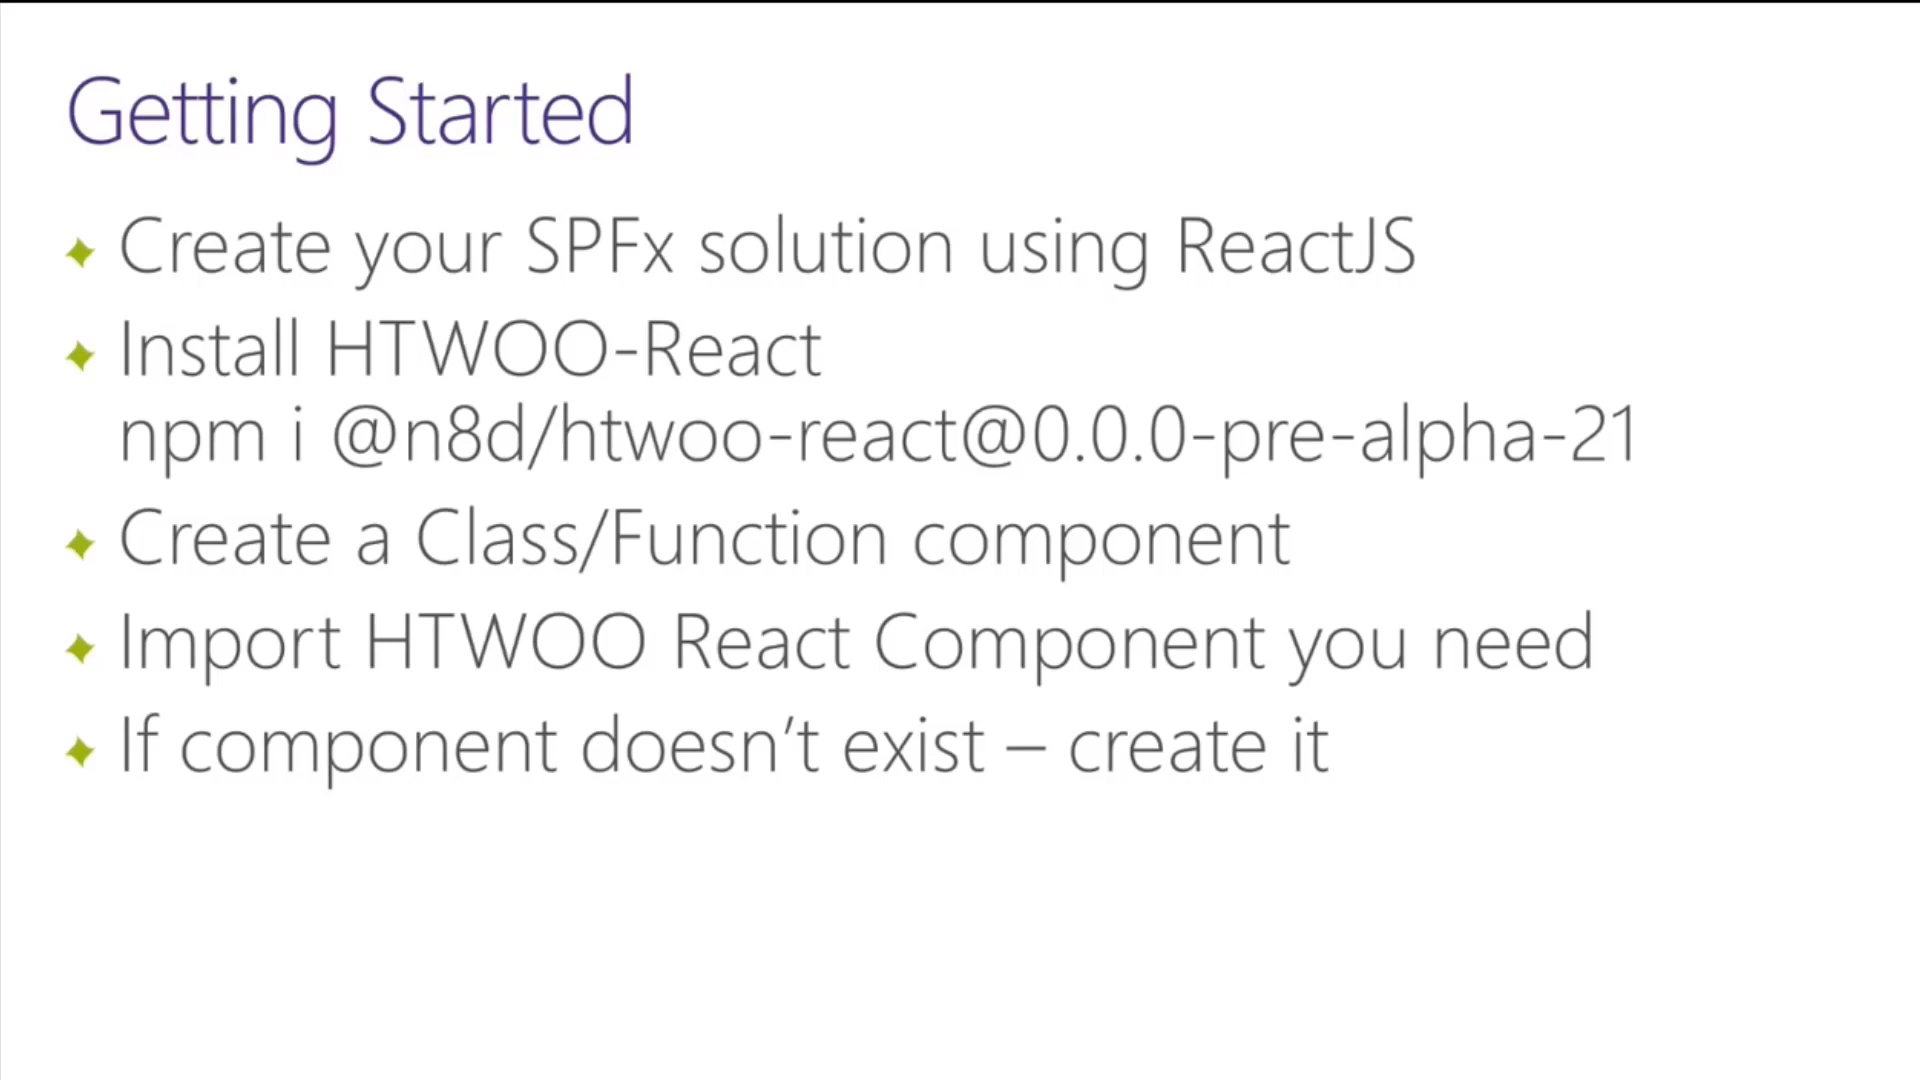 Getting Started
Create your SPFx solution using ReactJS
Install HTWOO-React
npm i @n8d/htwoo-react@0.0.0-pre-alpha-21
Create a Class/Function component
Import HTWOO React Component you need
If component doesn’t exist – create it